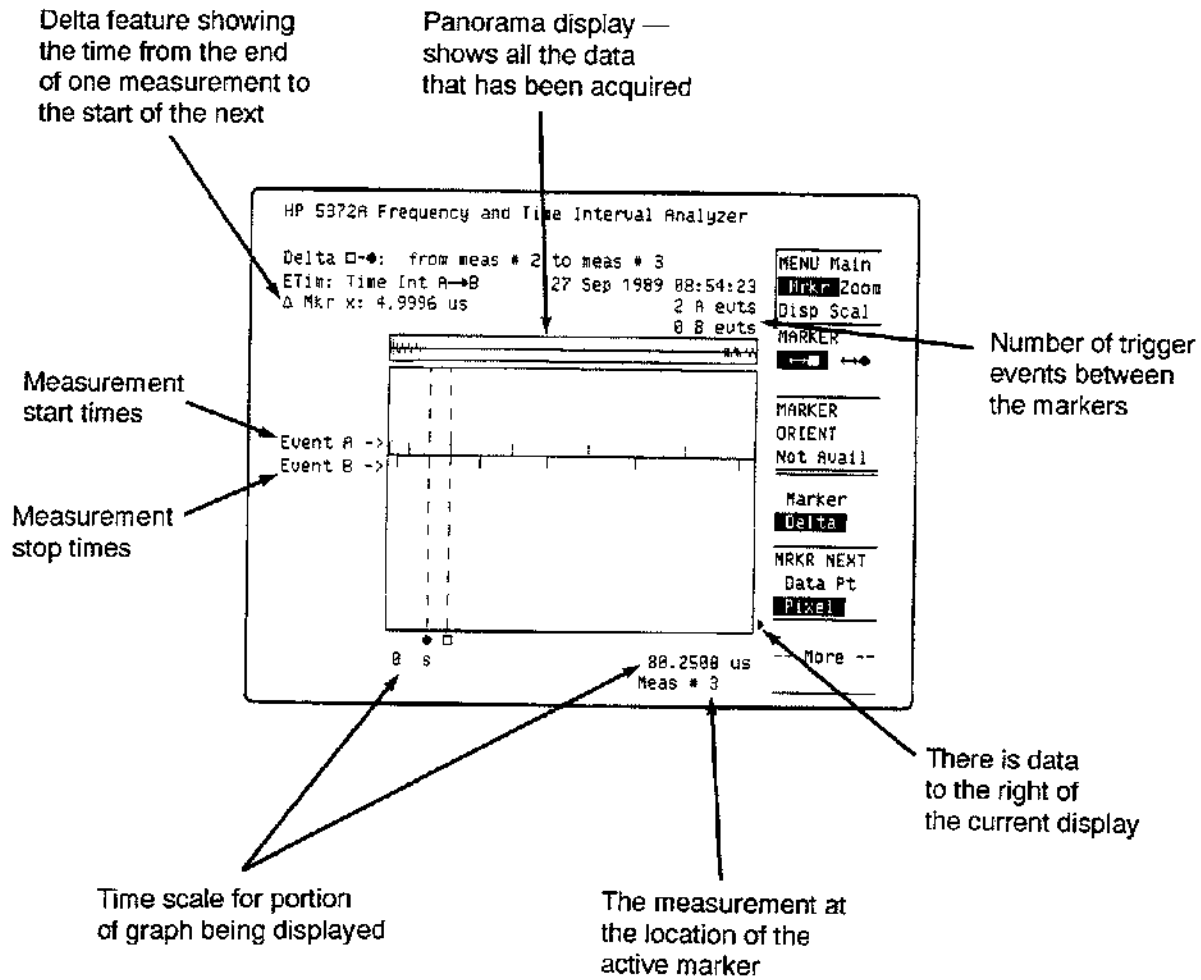 Delta feature showing
the time from the end
of one measurement to
the start of the next
Panorama display —
shows all the data
that has been acquired
HP 5372A Frequency and Time Interval Analyzer
Delta □→●: from meas # 2 to meas # 3
ETim: Time Int A→B 27 Sep 1989 08:54:23
Δ Mkr x: 4.9996 us 2 A evts
0 B evts
MENU Main
Mrkr Zoom
Disp Scal
MARKER
↔■ ↔●
MARKER
ORIENT
Not Avail
Marker
Delta
MRKR NEXT
Data Pt
Pixel
-- More --
Number of trigger
events between
the markers
Measurement
start times
Event A ->
Event B ->
Measurement
stop times
0 s
80.2500 us
Meas # 3
There is data
to the right of
the current display
Time scale for portion
of graph being displayed
The measurement at
the location of the
active marker